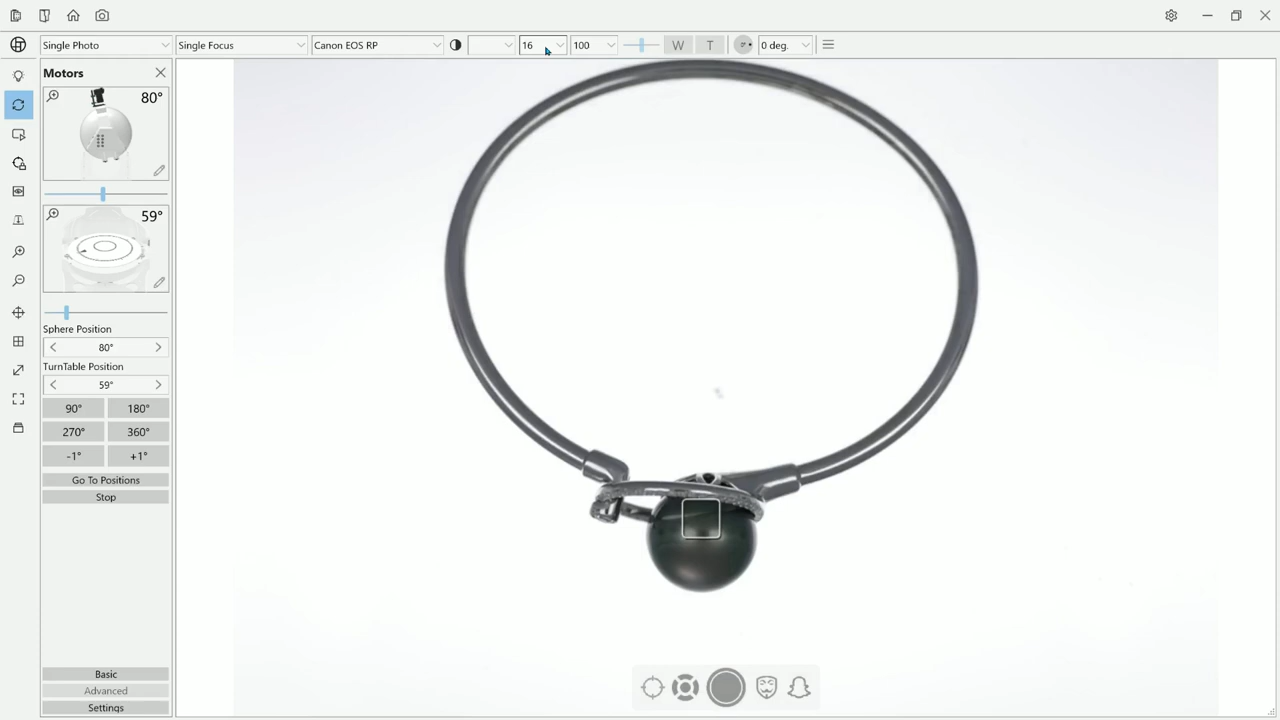 Single Photo
Single Focus
Canon EOS RP
16
100
W
T
0 deg.
Motors
80°
59°
Sphere Position
80°
TurnTable Position
59°
90°
180°
270°
360°
-1°
+1°
Go To Positions
Stop
Basic
Advanced
Settings